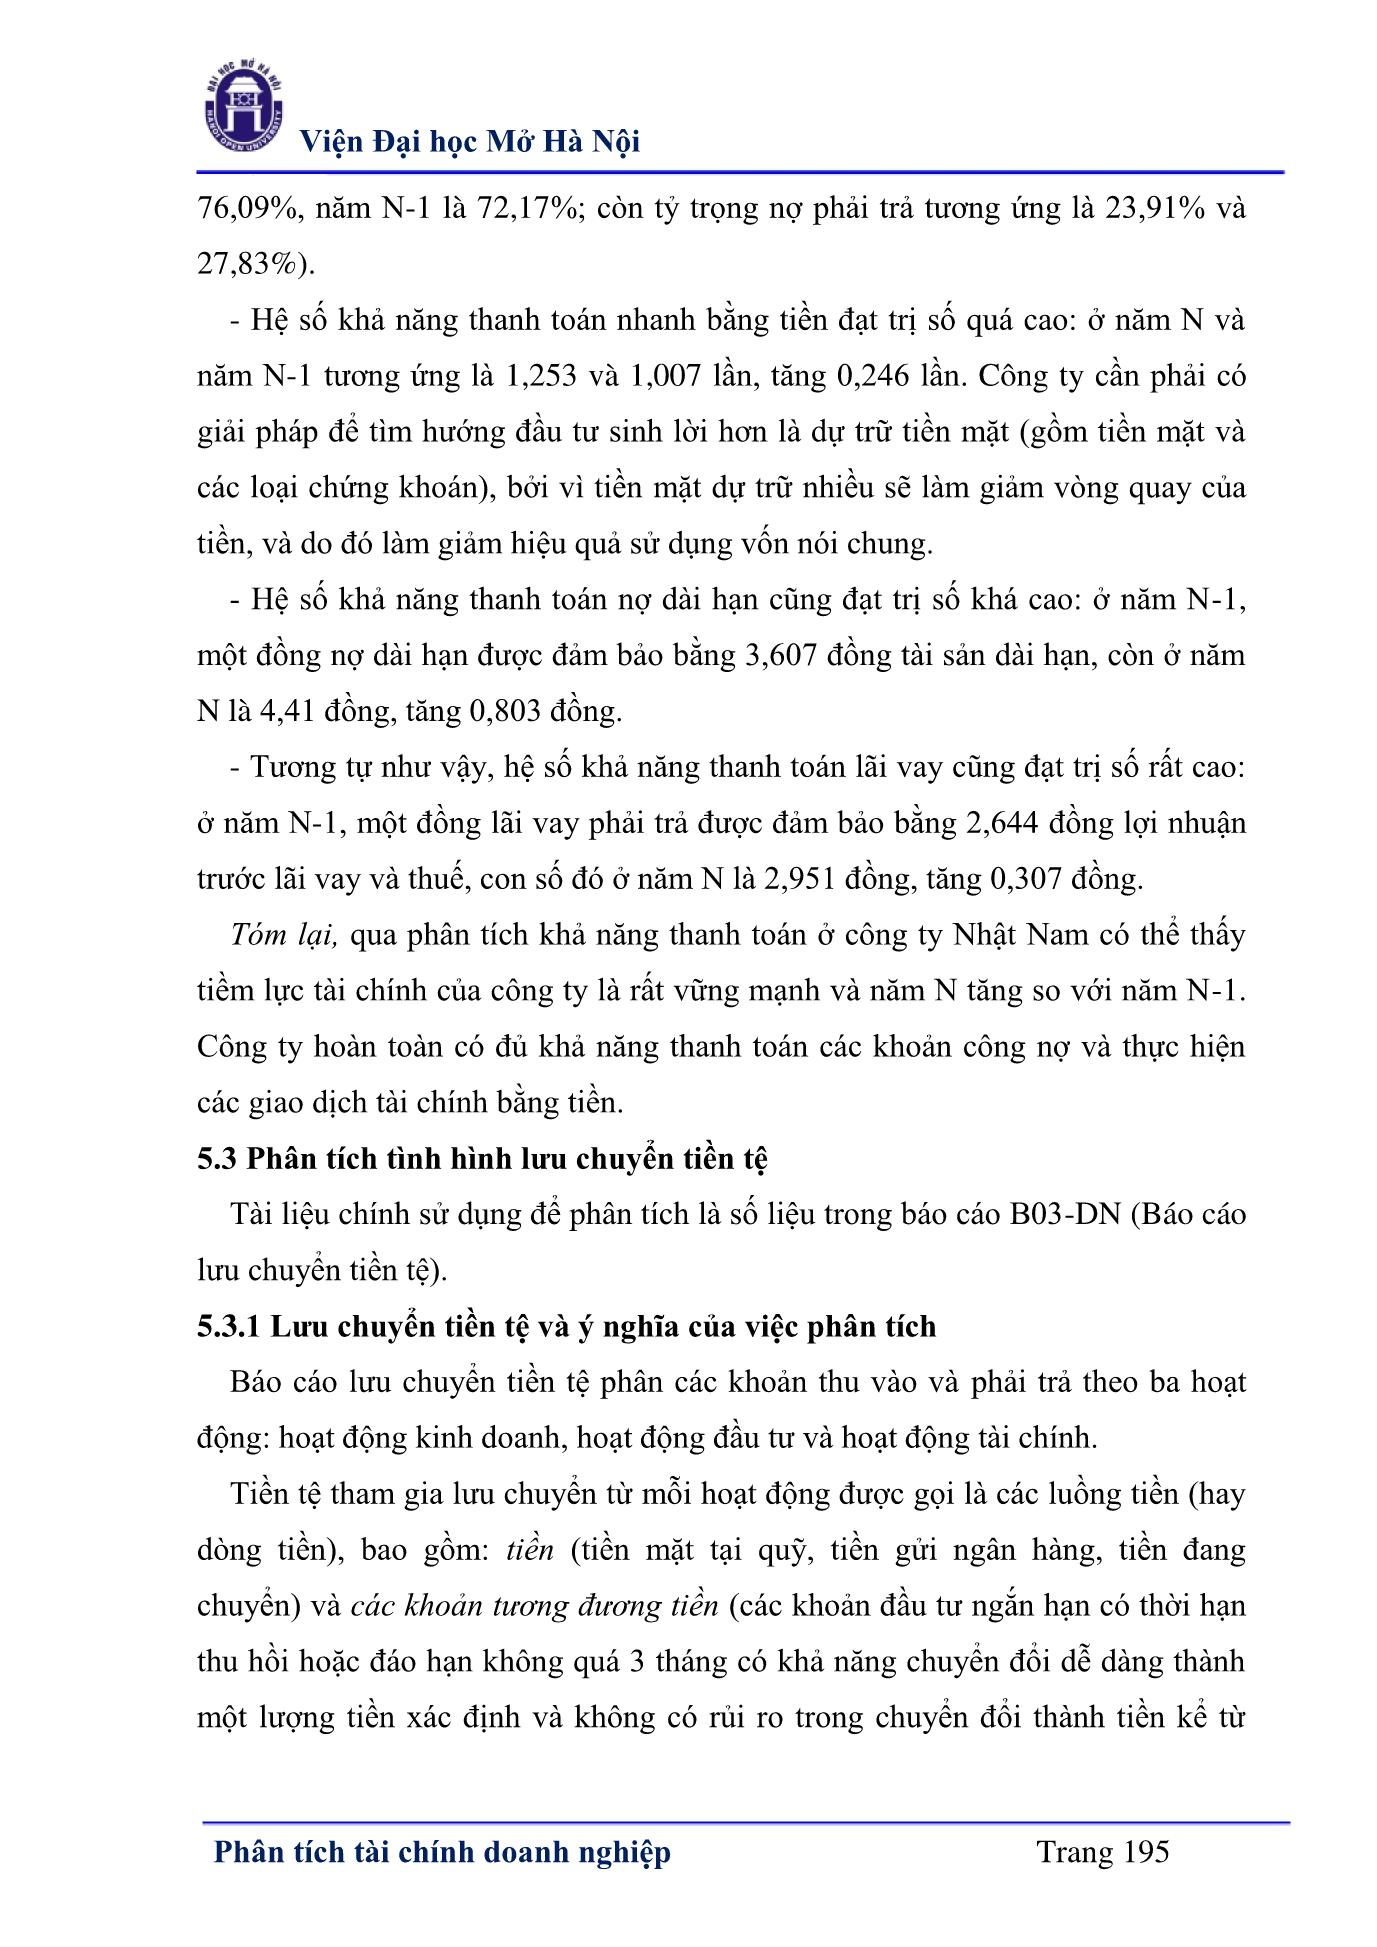 ĐẠI HỌC MỞ HÀ NỘI
HANOI OPEN UNIVERSITY
Viện Đại học Mở Hà Nội
76,09%, năm N-1 là 72,17%; còn tỷ trọng nợ phải trả tương ứng là 23,91% và
27,83%).
- Hệ số khả năng thanh toán nhanh bằng tiền đạt trị số quá cao: ở năm N và
năm N-1 tương ứng là 1,253 và 1,007 lần, tăng 0,246 lần. Công ty cần phải có
giải pháp để tìm hướng đầu tư sinh lời hơn là dự trữ tiền mặt (gồm tiền mặt và
các loại chứng khoán), bởi vì tiền mặt dự trữ nhiều sẽ làm giảm vòng quay của
tiền, và do đó làm giảm hiệu quả sử dụng vốn nói chung.
- Hệ số khả năng thanh toán nợ dài hạn cũng đạt trị số khá cao: ở năm N-1,
một đồng nợ dài hạn được đảm bảo bằng 3,607 đồng tài sản dài hạn, còn ở năm
N là 4,41 đồng, tăng 0,803 đồng.
- Tương tự như vậy, hệ số khả năng thanh toán lãi vay cũng đạt trị số rất cao:
ở năm N-1, một đồng lãi vay phải trả được đảm bảo bằng 2,644 đồng lợi nhuận
trước lãi vay và thuế, con số đó ở năm N là 2,951 đồng, tăng 0,307 đồng.
Tóm lại, qua phân tích khả năng thanh toán ở công ty Nhật Nam có thể thấy
tiềm lực tài chính của công ty là rất vững mạnh và năm N tăng so với năm N-1.
Công ty hoàn toàn có đủ khả năng thanh toán các khoản công nợ và thực hiện
các giao dịch tài chính bằng tiền.
5.3 Phân tích tình hình lưu chuyển tiền tệ
Tài liệu chính sử dụng để phân tích là số liệu trong báo cáo B03-DN (Báo cáo
lưu chuyển tiền tệ).
5.3.1 Lưu chuyển tiền tệ và ý nghĩa của việc phân tích
Báo cáo lưu chuyển tiền tệ phân các khoản thu vào và phải trả theo ba hoạt
động: hoạt động kinh doanh, hoạt động đầu tư và hoạt động tài chính.
Tiền tệ tham gia lưu chuyển từ mỗi hoạt động được gọi là các luồng tiền (hay
dòng tiền), bao gồm: tiền (tiền mặt tại quỹ, tiền gửi ngân hàng, tiền đang
chuyển) và các khoản tương đương tiền (các khoản đầu tư ngắn hạn có thời hạn
thu hồi hoặc đáo hạn không quá 3 tháng có khả năng chuyển đổi dễ dàng thành
một lượng tiền xác định và không có rủi ro trong chuyển đổi thành tiền kể từ
Phân tích tài chính doanh nghiệp Trang 195